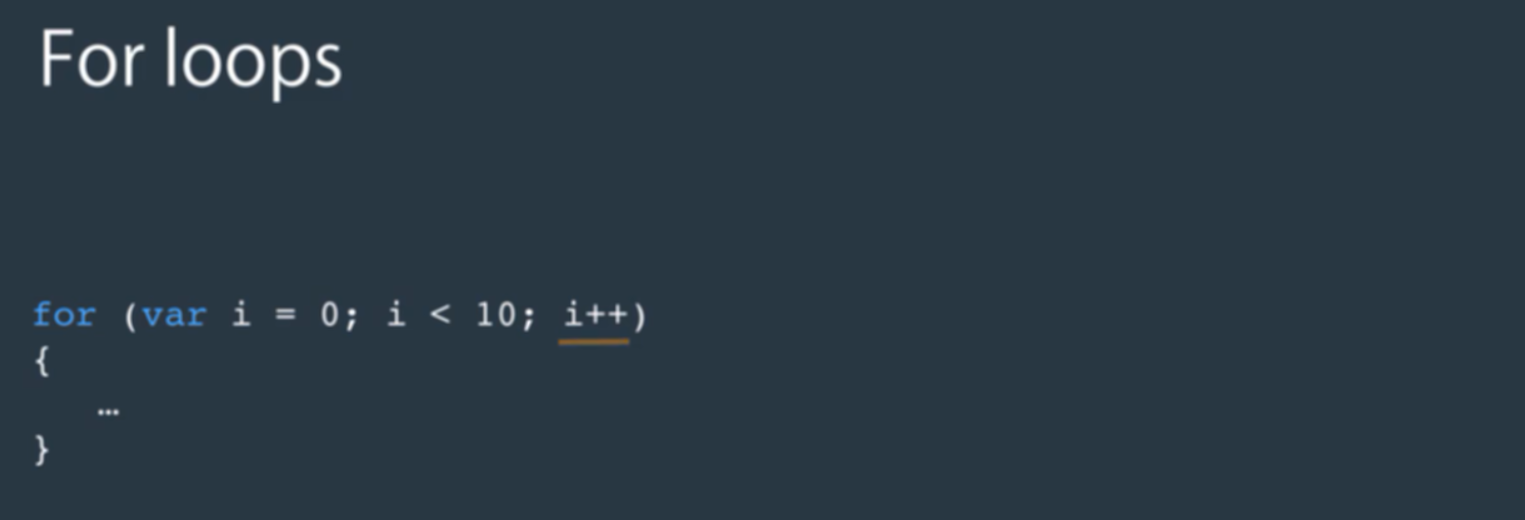 For loops
for (var i = 0; i < 10; i++)
{
…
}